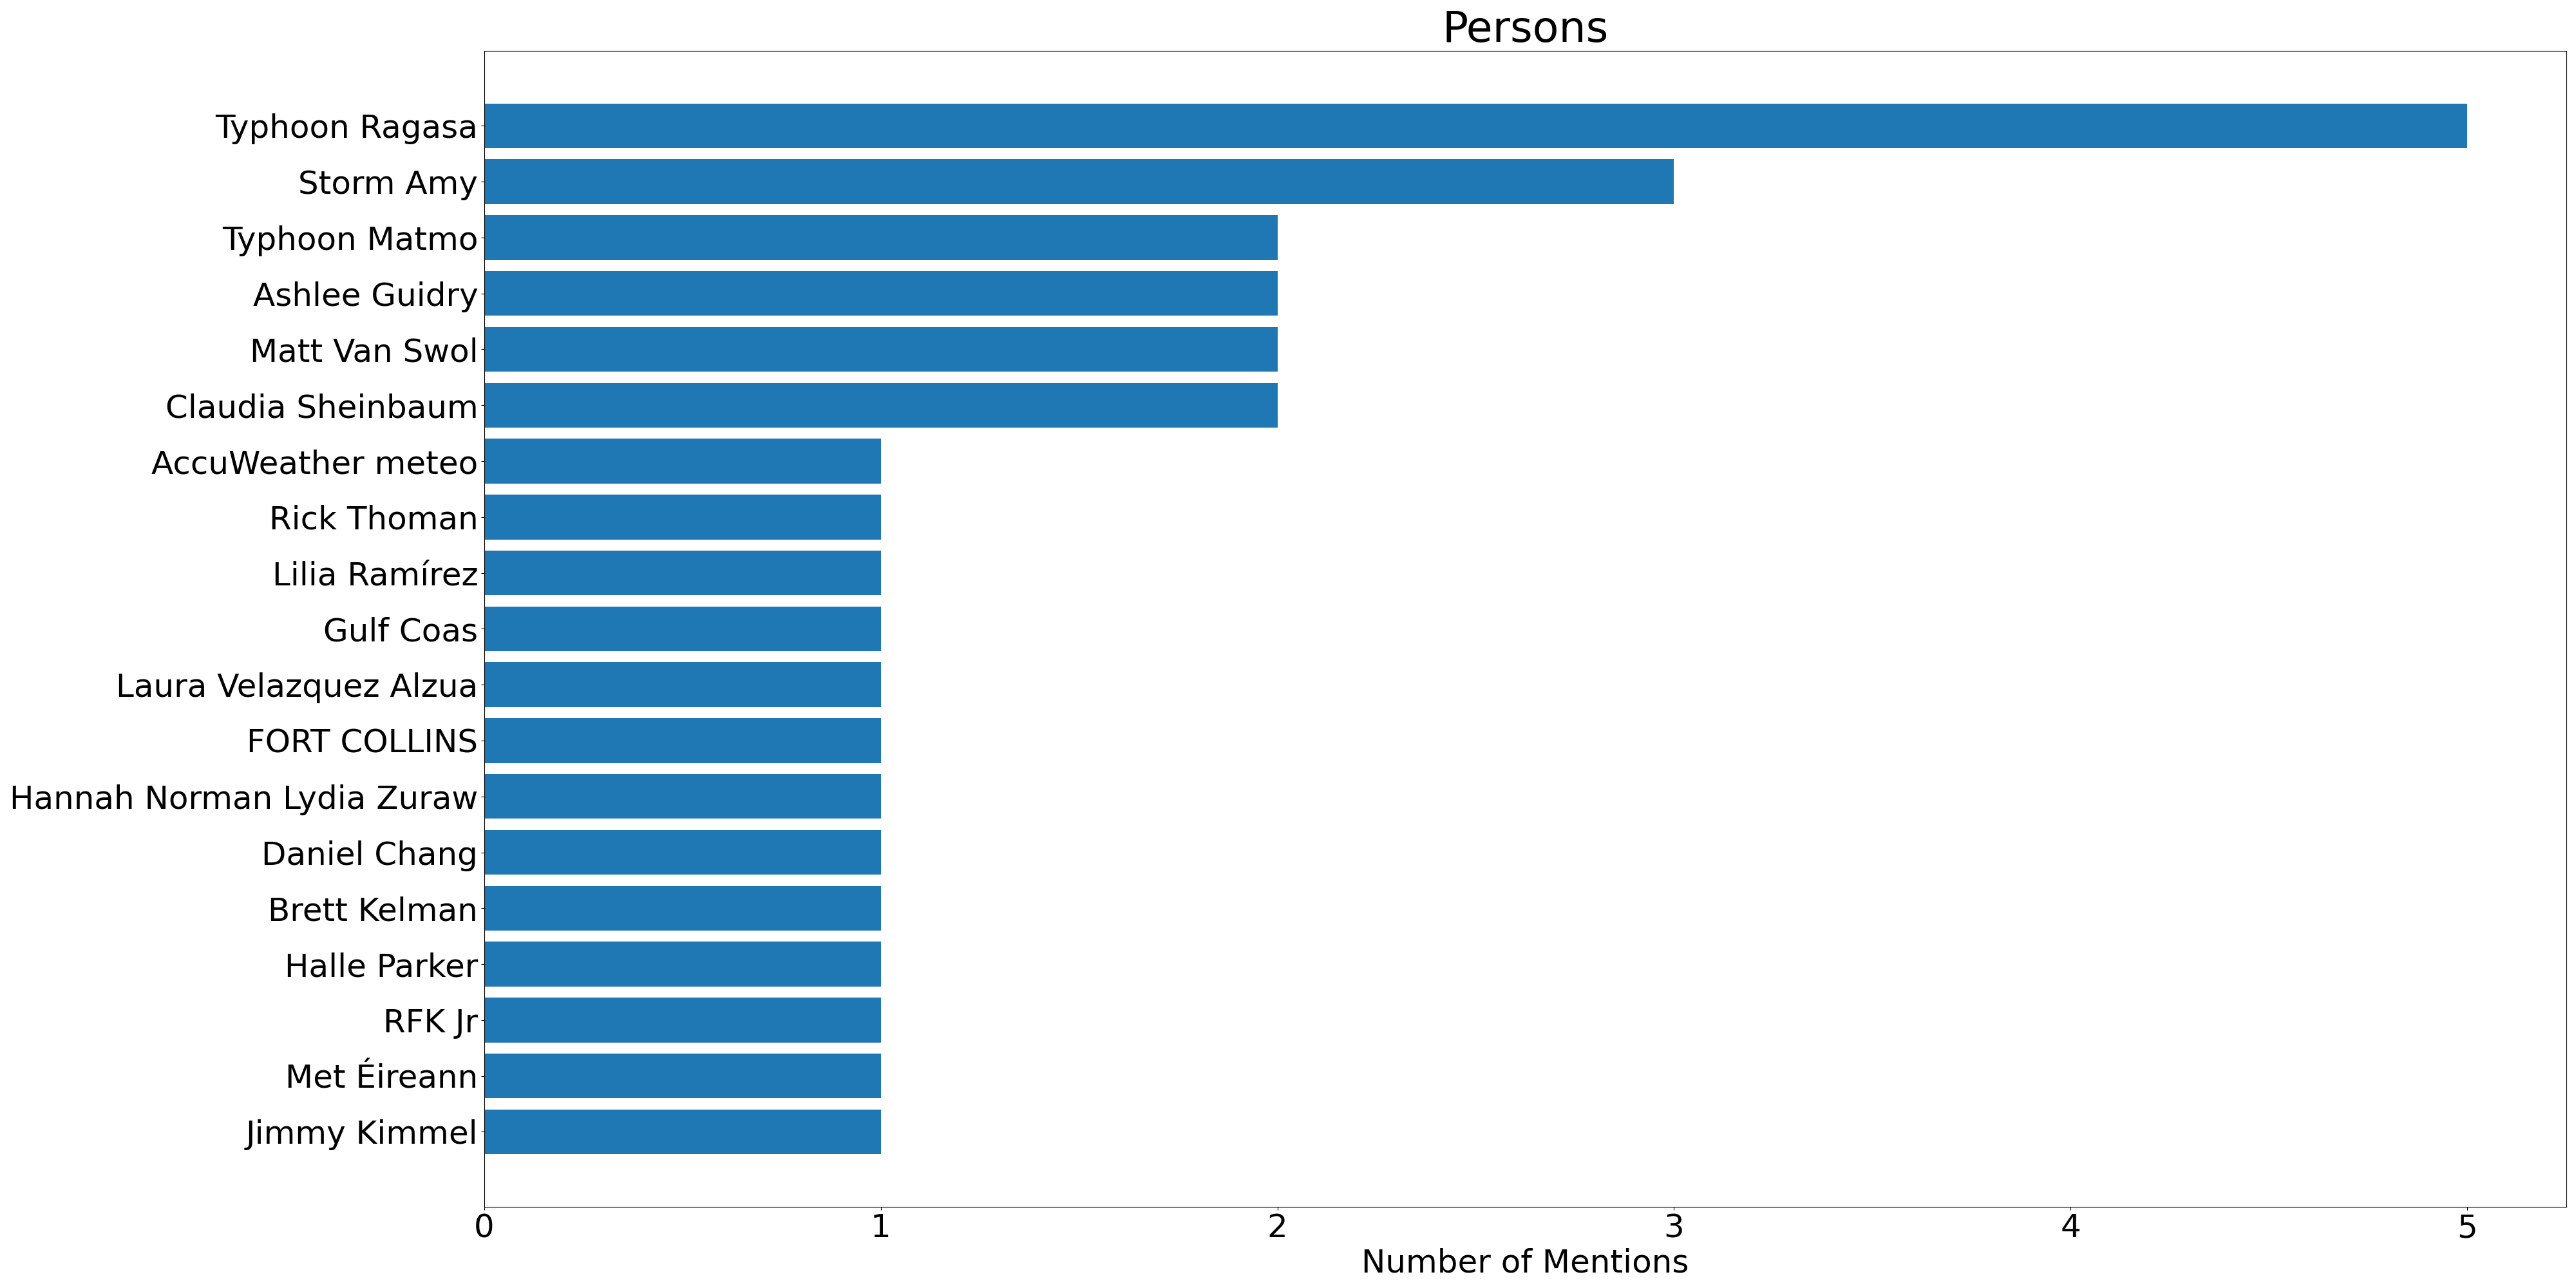 Persons
Typhoon Ragasa
Storm Amy
Typhoon Matmo
Ashlee Guidry
Matt Van Swol
Claudia Sheinbaum
AccuWeather meteo
Rick Thoman
Lilia Ramírez
Gulf Coas
Laura Velazquez Alzua
FORT COLLINS
Hannah Norman Lydia Zuraw
Daniel Chang
Brett Kelman
Halle Parker
RFK Jr
Met Éireann
Jimmy Kimmel
0 1 2 3 4 5
Number of Mentions